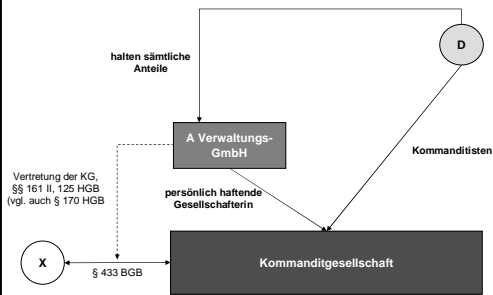 D
halten sämtliche
Anteile
A Verwaltungs-
GmbH
Kommanditisten
Vertretung der KG,
§§ 161 II, 125 HGB
(vgl. auch § 170 HGB
persönlich haftende
Gesellschafterin
X
§ 433 BGB
Kommanditgesellschaft